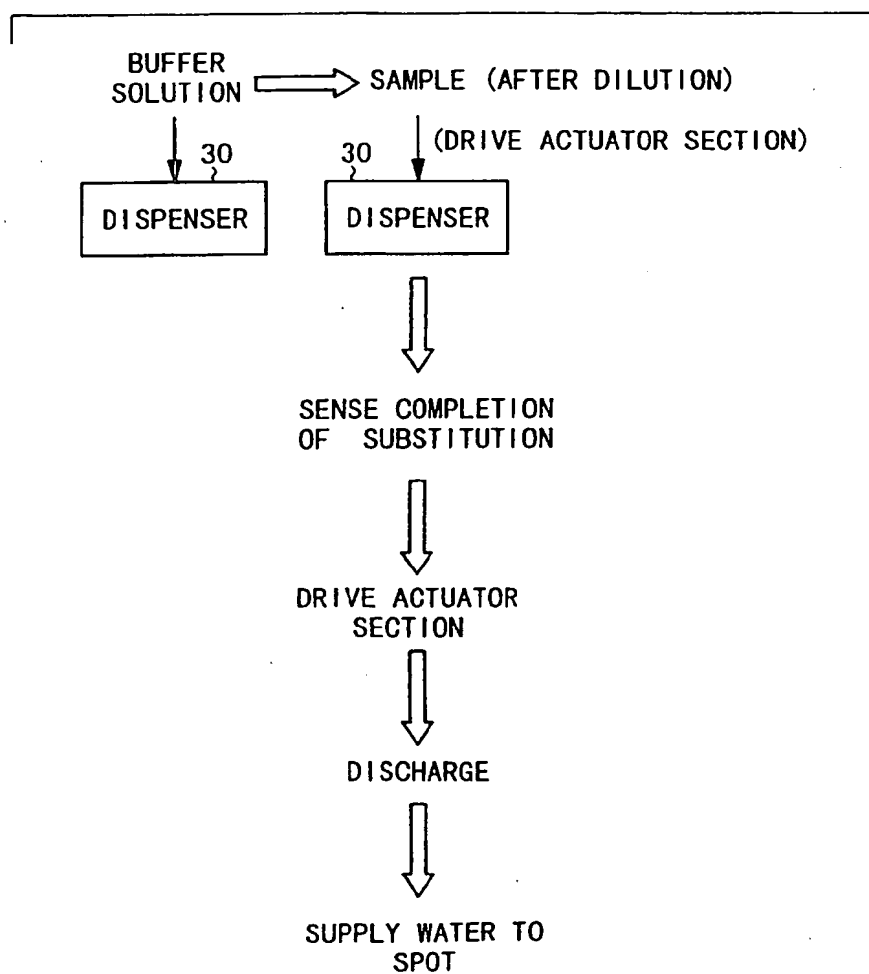 BUFFER
SOLUTION
SAMPLE (AFTER DILUTION)
(DRIVE ACTUATOR SECTION)
30
30
DISPENSER
DISPENSER
SENSE COMPLETION
OF SUBSTITUTION
DRIVE ACTUATOR
SECTION
DISCHARGE
SUPPLY WATER TO
SPOT